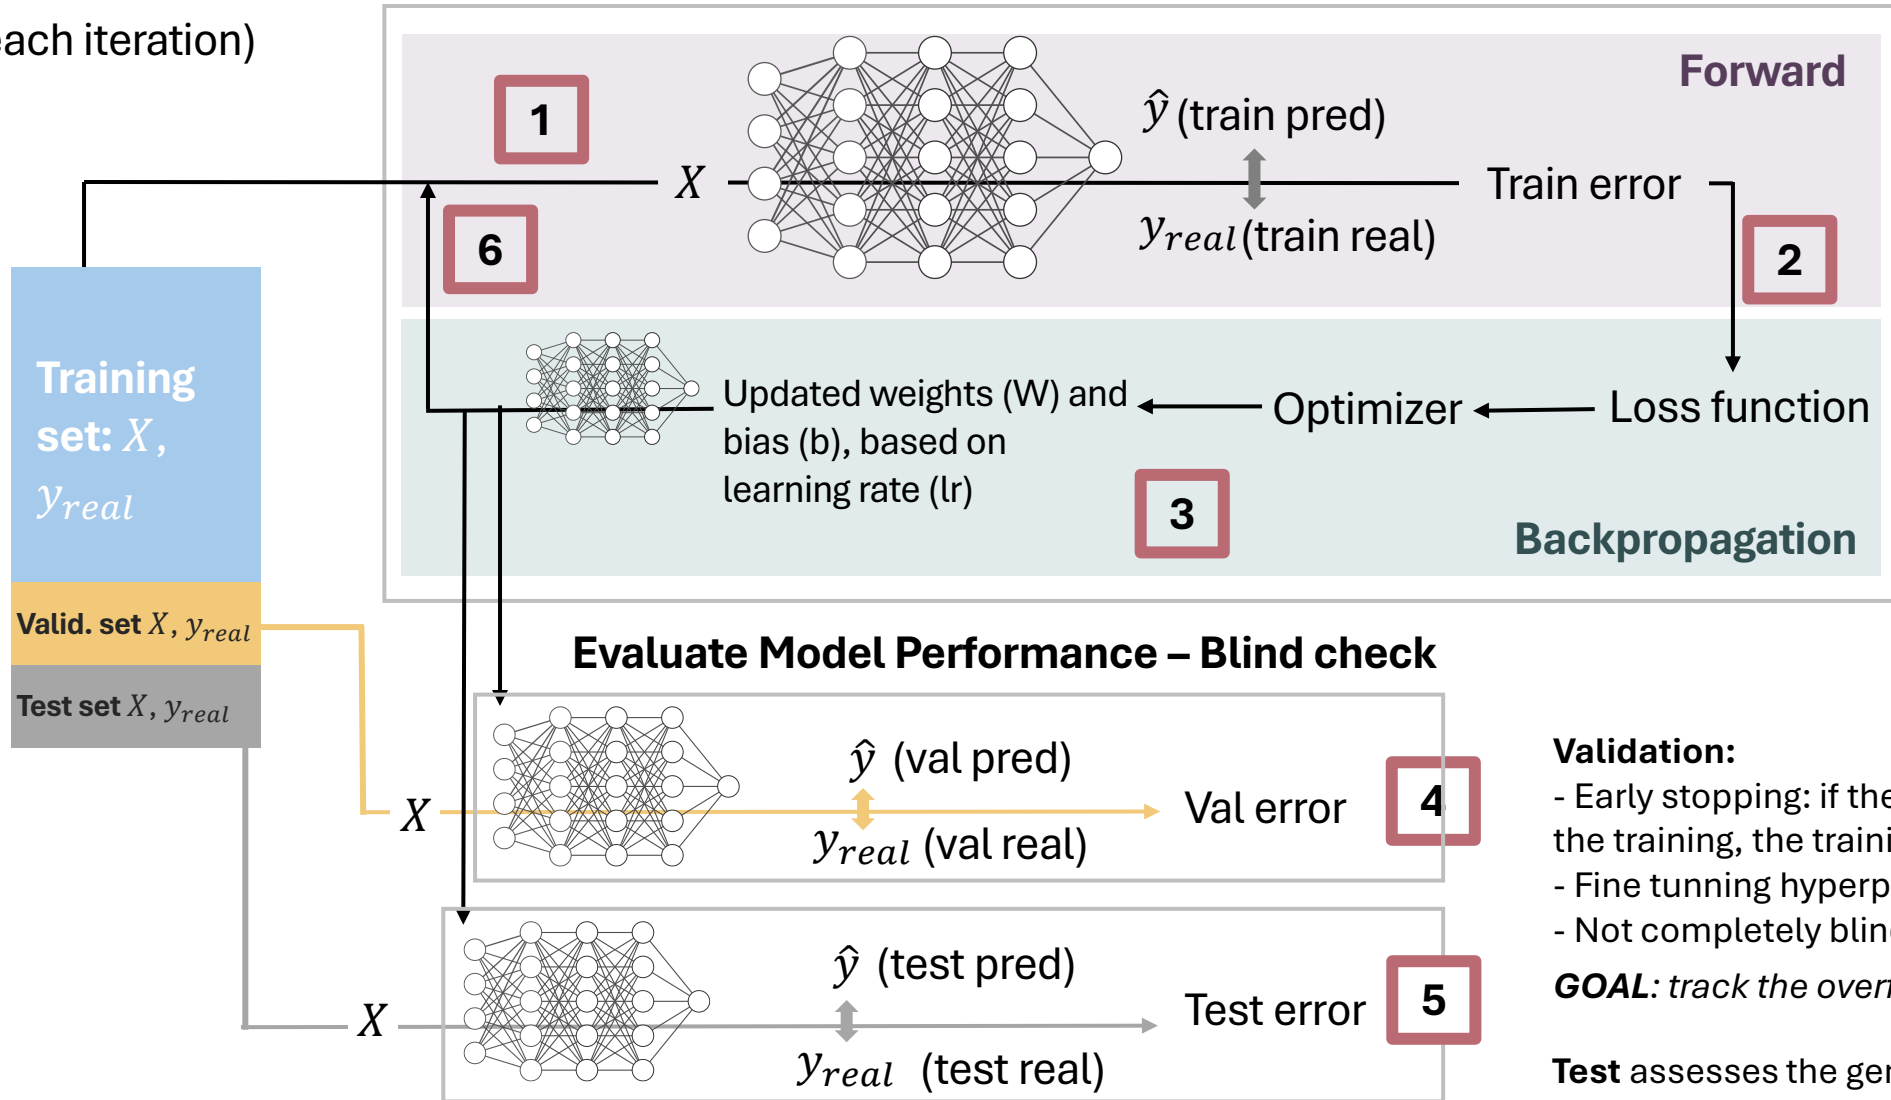 each iteration)
Forward
1
ŷ (train pred)
X
Train error
y_real (train real)
6
2
Training
set: X,
y_real
Updated weights (W) and
bias (b), based on
learning rate (lr)
Optimizer
Loss function
3
Backpropagation
Valid. set X, y_real
Test set X, y_real
Evaluate Model Performance – Blind check
ŷ (val pred)
X
Val error
4
y_real (val real)
ŷ (test pred)
X
Test error
5
y_real (test real)
Validation:
- Early stopping: if the
the training, the traini
- Fine tunning hyperp
- Not completely blin
GOAL: track the over
Test assesses the ge